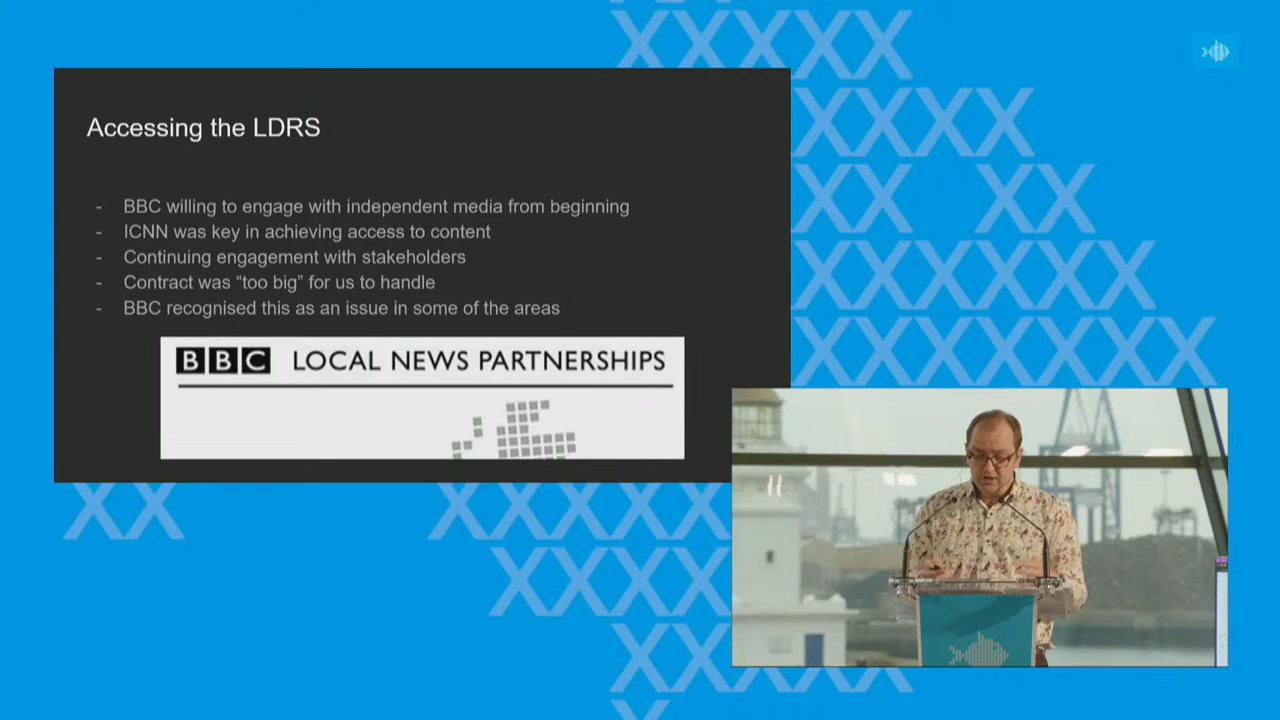 Accessing the LDRS
- BBC willing to engage with independent media from beginning
- ICNN was key in achieving access to content
- Continuing engagement with stakeholders
- Contract was “too big” for us to handle
- BBC recognised this as an issue in some of the areas
BBC LOCAL NEWS PARTNERSHIPS